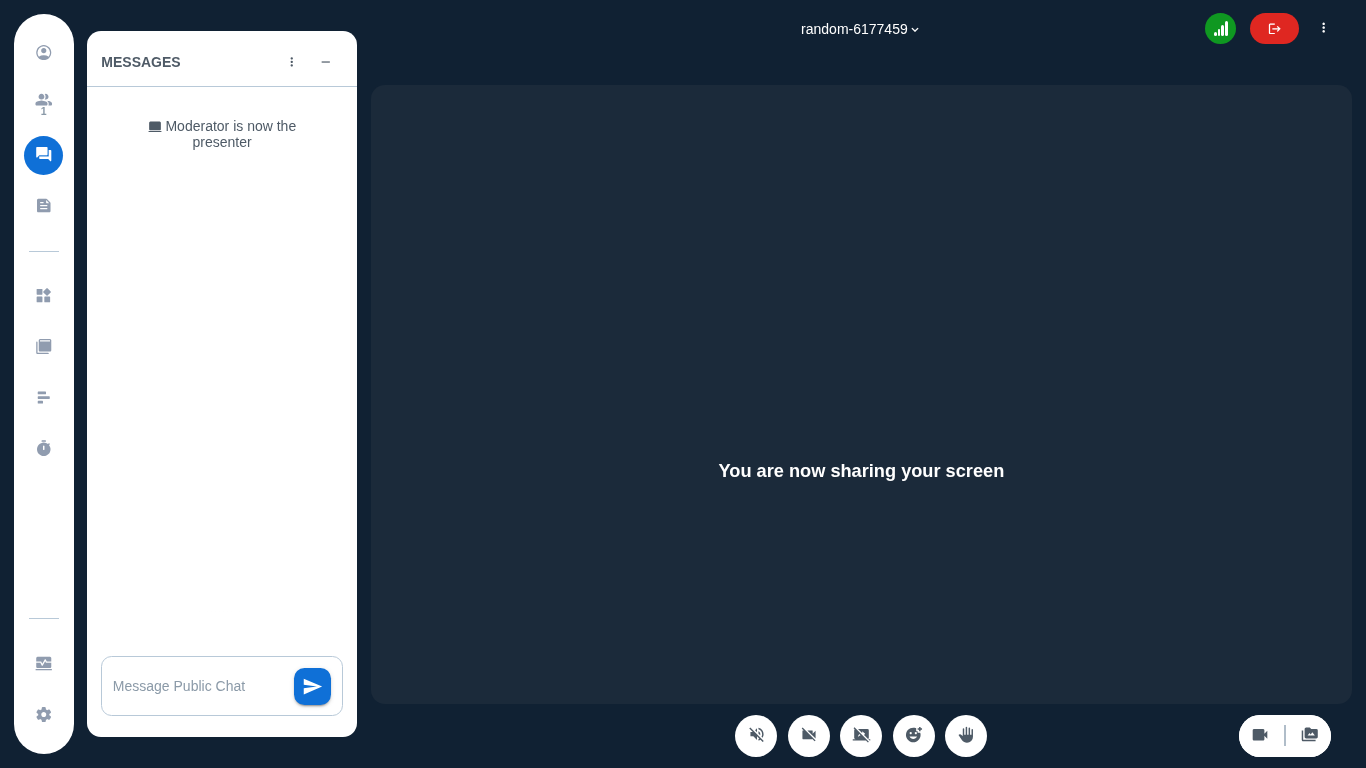 random-6177459
MESSAGES
1
Moderator is now the
presenter
You are now sharing your screen
Message Public Chat